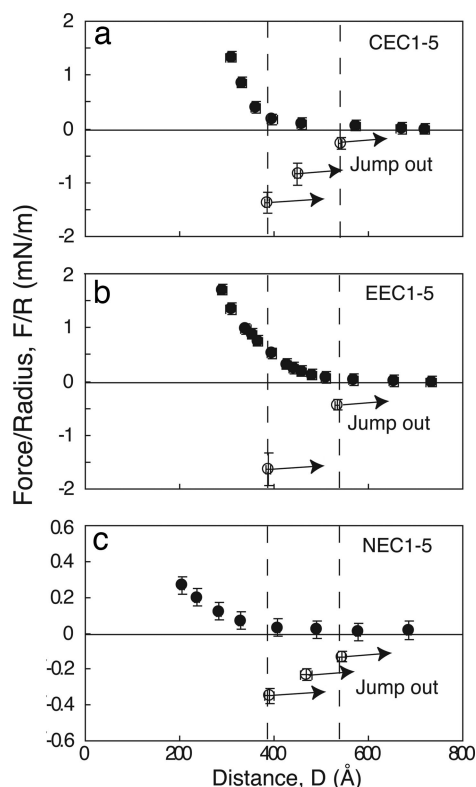 a
CEC1-5
2
1
0
-1
-2
Jump out
b
EEC1-5
2
1
0
-1
-2
Jump out
c
NEC1-5
0.6
0.4
0.2
0
-0.2
-0.4
-0.6
Jump out
0 200 400 600 800
Distance, D (Å)
Force/Radius, F/R (mN/m)